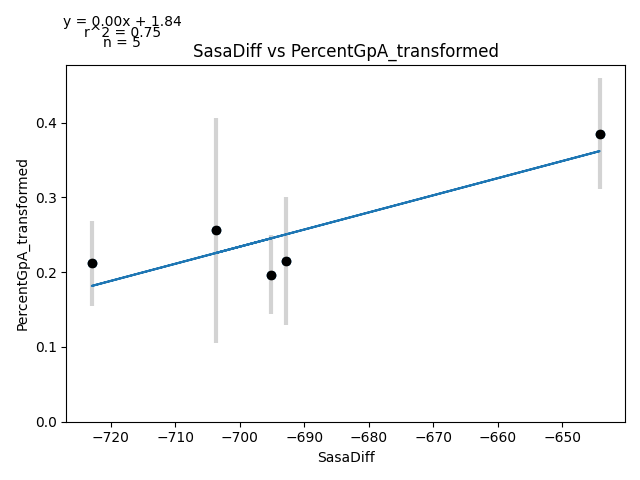 y = 0.00x + 1.84
r^2 = 0.75
n = 5
SasaDiff vs PercentGpA_transformed
PercentGpA_transformed
0.4
0.3
0.2
0.1
0.0
−720 −710 −700 −690 −680 −670 −660 −650
SasaDiff